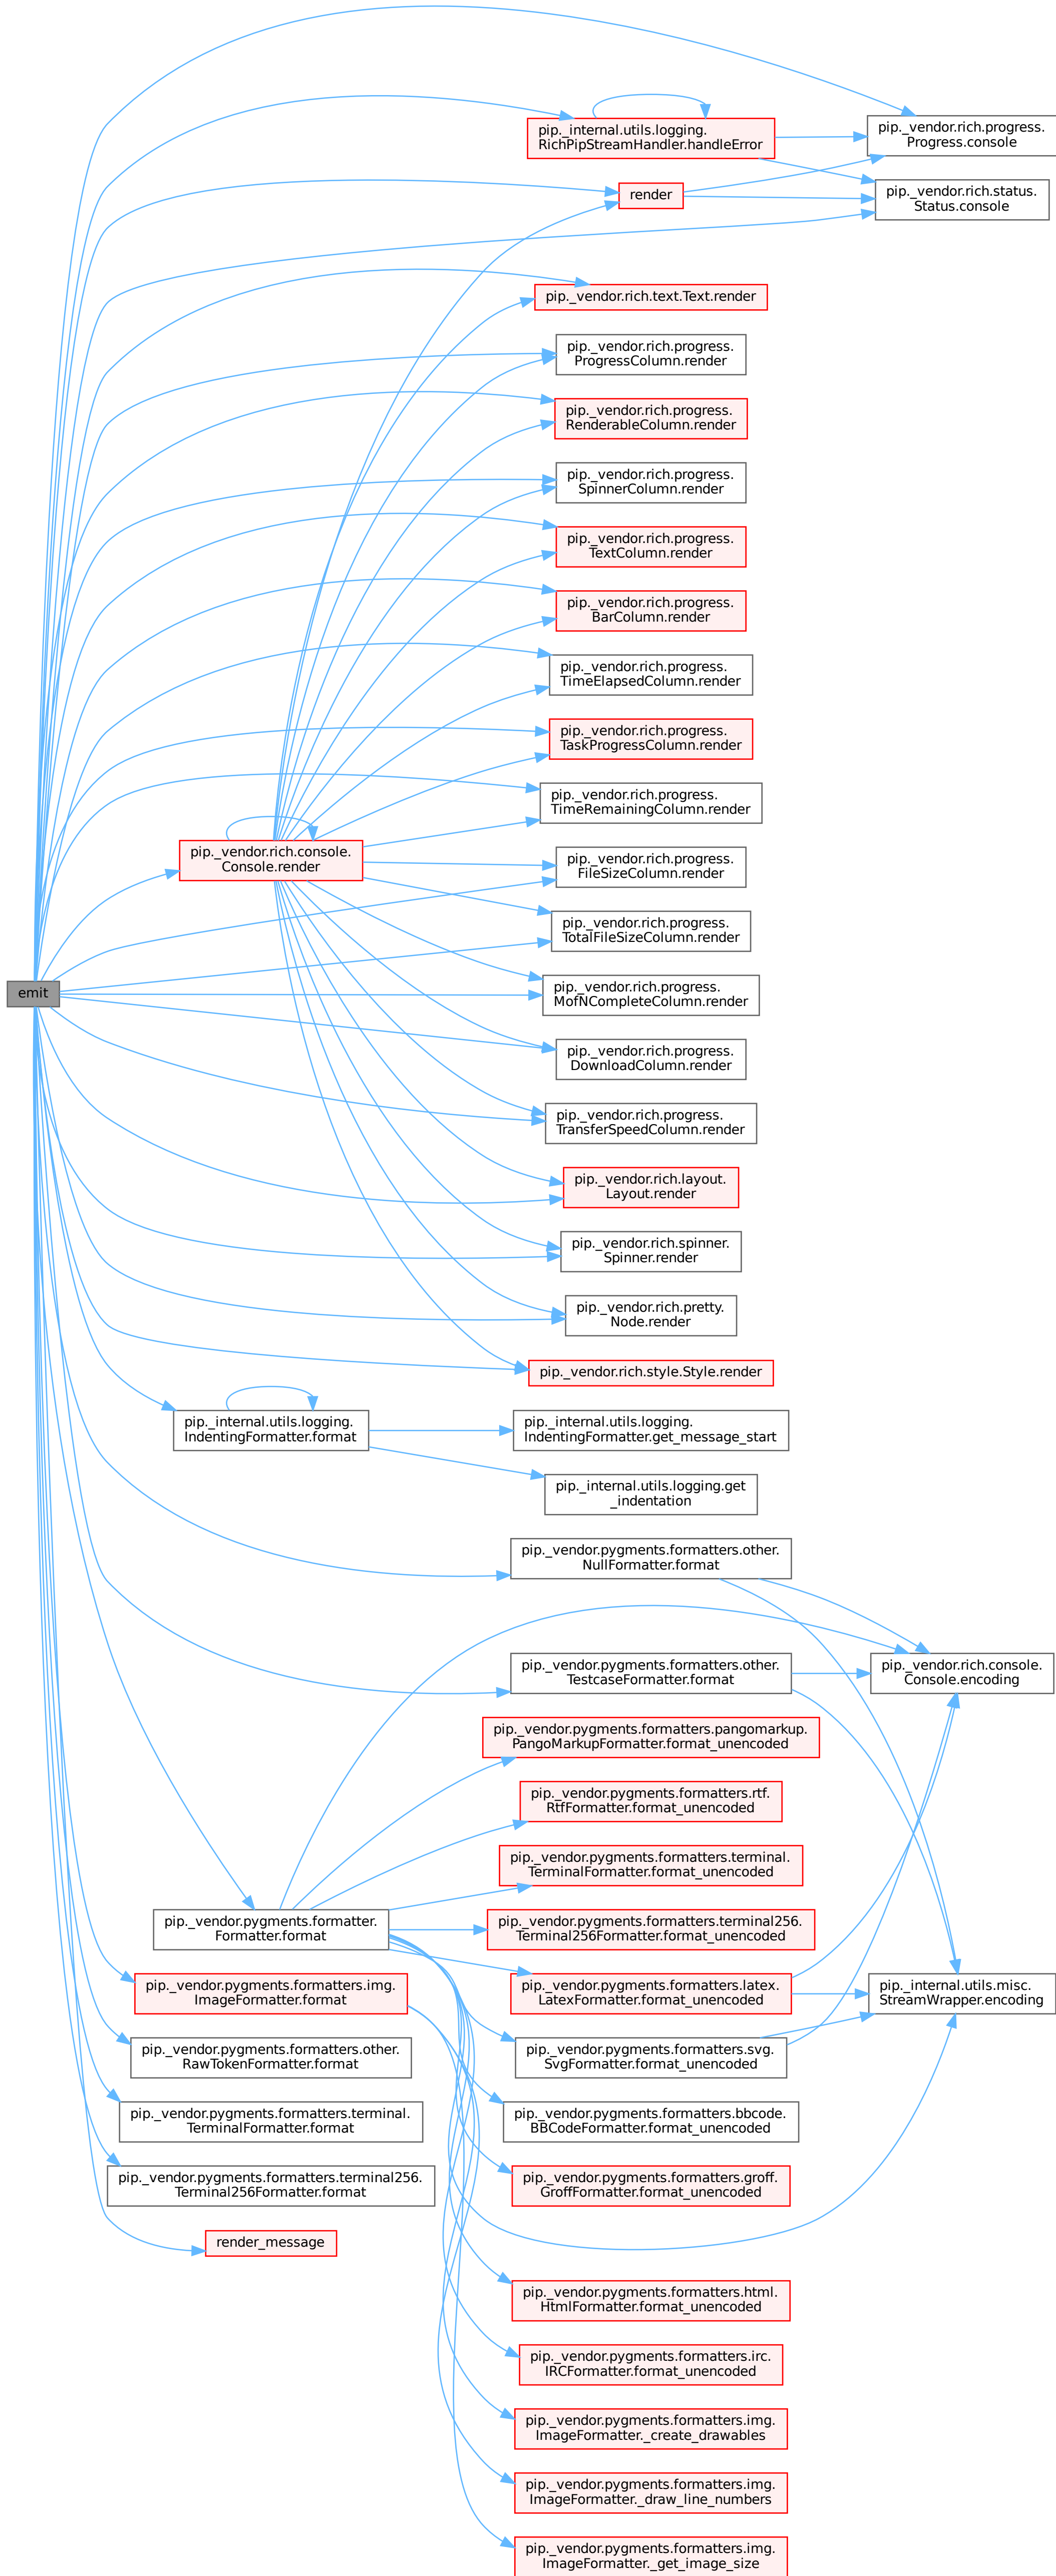 pip._vendor.rich.progress.
Progress.console
pip._internal.utils.logging.
RichPipStreamHandler.handleError
pip._vendor.rich.status.
Status.console
render
pip._vendor.rich.text.Text.render
pip._vendor.rich.progress.
ProgressColumn.render
pip._vendor.rich.progress.
RenderableColumn.render
pip._vendor.rich.progress.
SpinnerColumn.render
pip._vendor.rich.progress.
TextColumn.render
pip._vendor.rich.progress.
BarColumn.render
pip._vendor.rich.progress.
TimeElapsedColumn.render
pip._vendor.rich.progress.
TaskProgressColumn.render
pip._vendor.rich.progress.
TimeRemainingColumn.render
pip._vendor.rich.console.
Console.render
pip._vendor.rich.progress.
FileSizeColumn.render
pip._vendor.rich.progress.
TotalFileSizeColumn.render
emit
pip._vendor.rich.progress.
MofNCompleteColumn.render
pip._vendor.rich.progress.
DownloadColumn.render
pip._vendor.rich.progress.
TransferSpeedColumn.render
pip._vendor.rich.layout.
Layout.render
pip._vendor.rich.spinner.
Spinner.render
pip._vendor.rich.pretty.
Node.render
pip._vendor.rich.style.Style.render
pip._internal.utils.logging.
IndentingFormatter.format
pip._internal.utils.logging.
IndentingFormatter.get_message_start
pip._internal.utils.logging.get
_indentation
pip._vendor.pygments.formatters.other.
NullFormatter.format
pip._vendor.pygments.formatters.other.
TestcaseFormatter.format
pip._vendor.rich.console.
Console.encoding
pip._vendor.pygments.formatters.pangomarkup.
PangoMarkupFormatter.format_unencoded
pip._vendor.pygments.formatters.rtf.
RtfFormatter.format_unencoded
pip._vendor.pygments.formatters.terminal.
TerminalFormatter.format_unencoded
pip._vendor.pygments.formatter.
Formatter.format
pip._vendor.pygments.formatters.terminal256.
Terminal256Formatter.format_unencoded
pip._vendor.pygments.formatters.img.
ImageFormatter.format
pip._vendor.pygments.formatters.latex.
LatexFormatter.format_unencoded
pip._internal.utils.misc.
StreamWrapper.encoding
pip._vendor.pygments.formatters.other.
RawTokenFormatter.format
pip._vendor.pygments.formatters.svg.
SvgFormatter.format_unencoded
pip._vendor.pygments.formatters.terminal.
TerminalFormatter.format
pip._vendor.pygments.formatters.bbcode.
BBCodeFormatter.format_unencoded
pip._vendor.pygments.formatters.terminal256.
Terminal256Formatter.format
pip._vendor.pygments.formatters.groff.
GroffFormatter.format_unencoded
render_message
pip._vendor.pygments.formatters.html.
HtmlFormatter.format_unencoded
pip._vendor.pygments.formatters.irc.
IRCFormatter.format_unencoded
pip._vendor.pygments.formatters.img.
ImageFormatter._create_drawables
pip._vendor.pygments.formatters.img.
ImageFormatter._draw_line_numbers
pip._vendor.pygments.formatters.img.
ImageFormatter._get_image_size